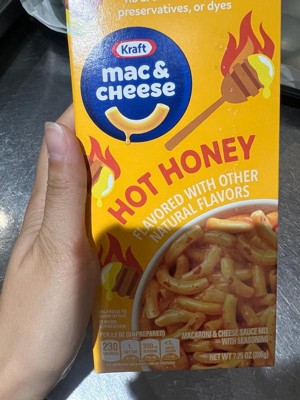 preservatives, or dyes
Kraft
mac &
cheese
HOT HONEY
FLAVORED WITH OTHER
NATURAL FLAVORS
MACARONI & CHEESE SAUCE MIX
WITH SEASONING
NET WT. 7.25 OZ. (206g)